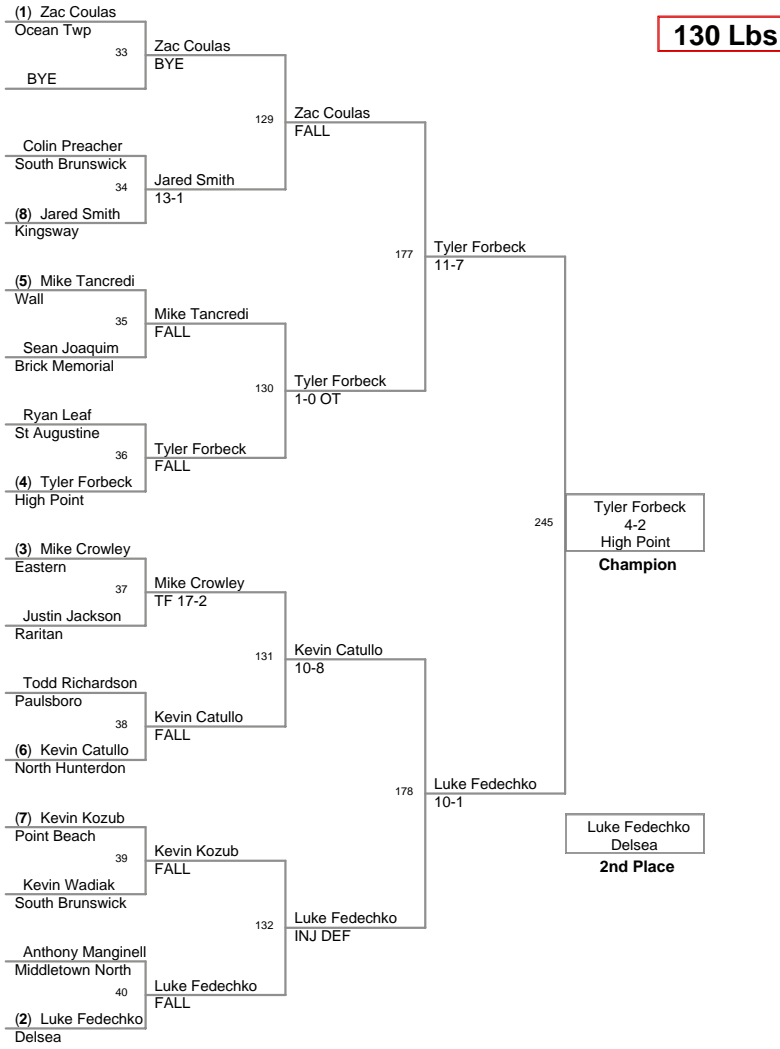 130 Lbs
(1) Zac Coulas
Ocean Twp
33
BYE
Zac Coulas
BYE
Colin Preacher
South Brunswick
34
(8) Jared Smith
Kingsway
Jared Smith
13-1
129
Zac Coulas
FALL
(5) Mike Tancredi
Wall
35
Sean Joaquim
Brick Memorial
Mike Tancredi
FALL
Ryan Leaf
St Augustine
36
(4) Tyler Forbeck
High Point
Tyler Forbeck
FALL
130
Tyler Forbeck
1-0 OT
177
Tyler Forbeck
11-7
(3) Mike Crowley
Eastern
37
Justin Jackson
Raritan
Mike Crowley
TF 17-2
Todd Richardson
Paulsboro
38
(6) Kevin Catullo
North Hunterdon
Kevin Catullo
FALL
131
Kevin Catullo
10-8
(7) Kevin Kozub
Point Beach
39
Kevin Wadiak
South Brunswick
Kevin Kozub
FALL
Anthony Manginell
Middletown North
40
(2) Luke Fedechko
Delsea
Luke Fedechko
FALL
132
Luke Fedechko
INJ DEF
178
Luke Fedechko
10-1
245
Tyler Forbeck
4-2
High Point
Champion
Luke Fedechko
Delsea
2nd Place